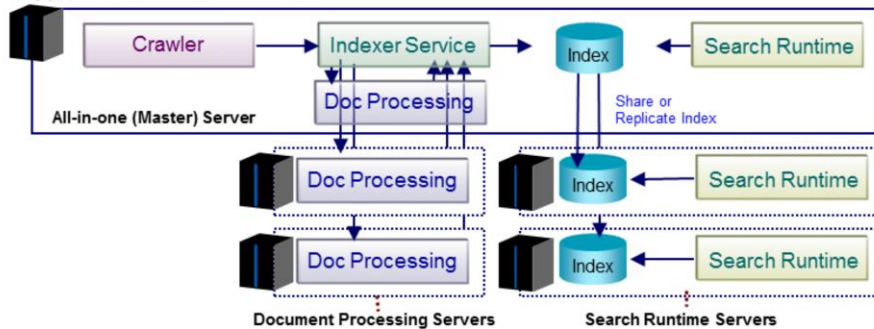 Crawler
Indexer Service
Index
Search Runtime
Doc Processing
All-in-one (Master) Server
Share or
Replicate Index
Doc Processing
Index
Search Runtime
Doc Processing
Index
Search Runtime
Document Processing Servers
Search Runtime Servers